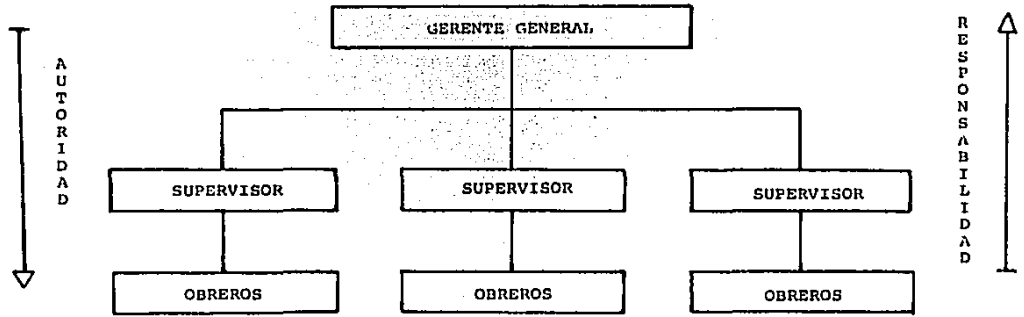 GERENTE GENERAL
AUTORIDAD
RESPONSABILIDAD
SUPERVISOR
SUPERVISOR
SUPERVISOR
OBREROS
OBREROS
OBREROS